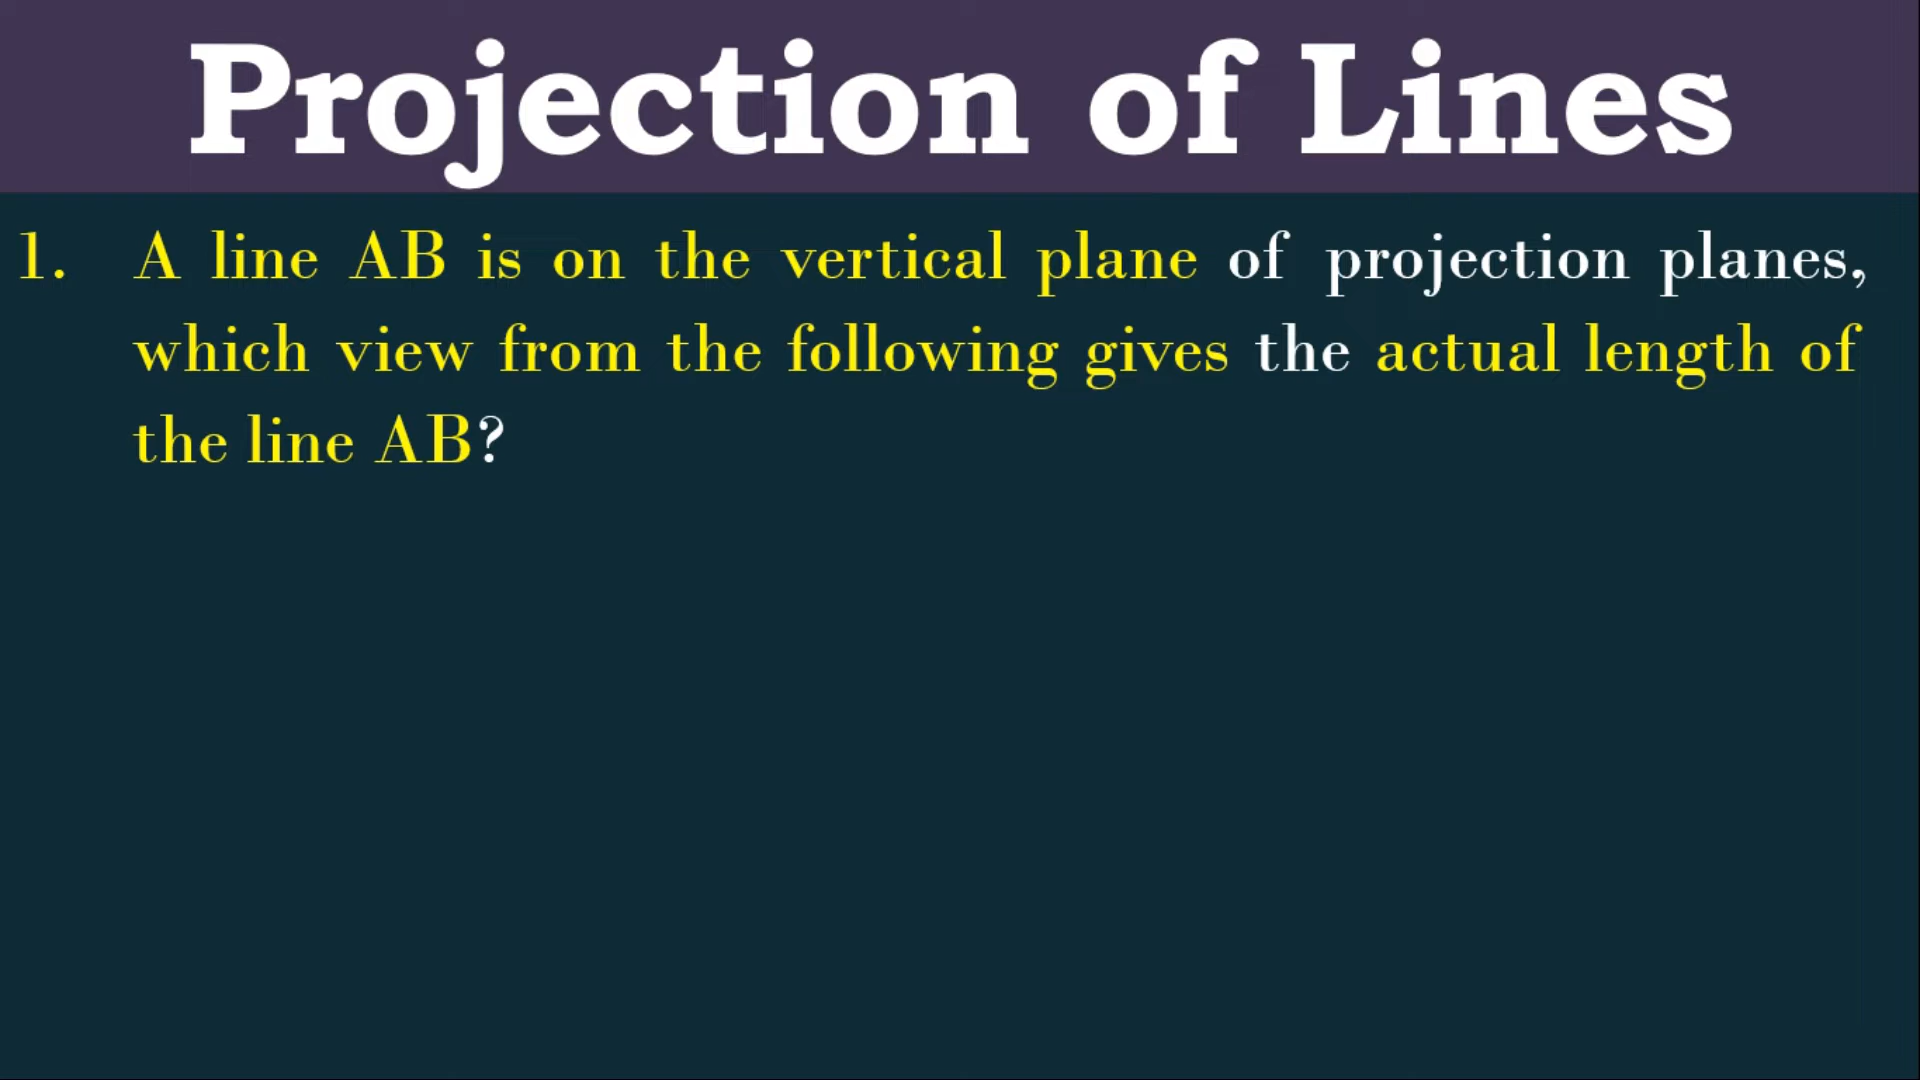 Projection of Lines
1. A line AB is on the vertical plane of projection planes,
which view from the following gives the actual length of
the line AB?